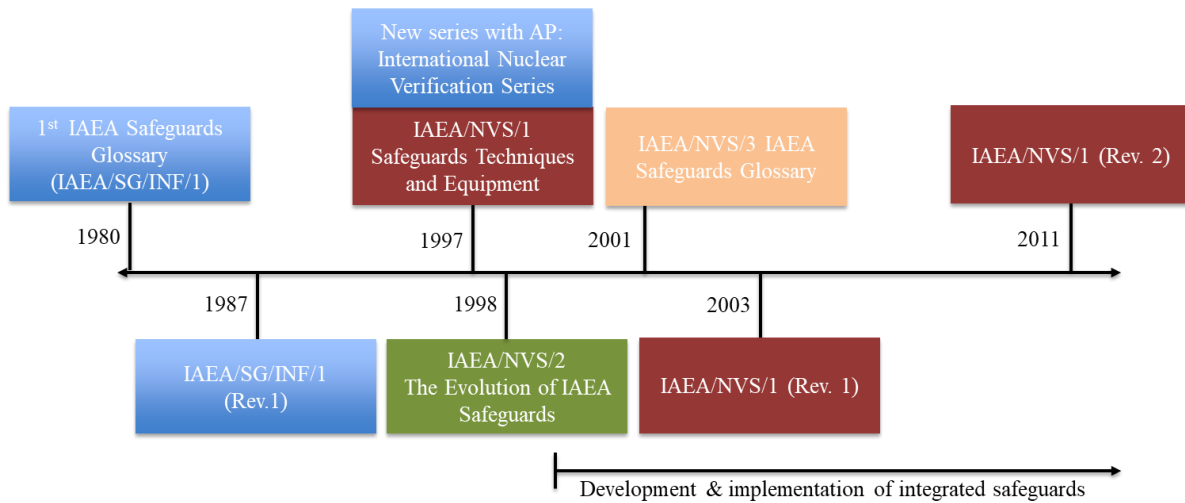 New series with AP:
International Nuclear
Verification Series
1st IAEA Safeguards
Glossary
(IAEA/SG/INF/1)
IAEA/NVS/1
Safeguards Techniques
and Equipment
IAEA/NVS/3 IAEA
Safeguards Glossary
IAEA/NVS/1 (Rev. 2)
1980
1997
2001
2011
1987
1998
2003
IAEA/SG/INF/1
(Rev.1)
IAEA/NVS/2
The Evolution of IAEA
Safeguards
IAEA/NVS/1 (Rev. 1)
Development & implementation of integrated safeguards